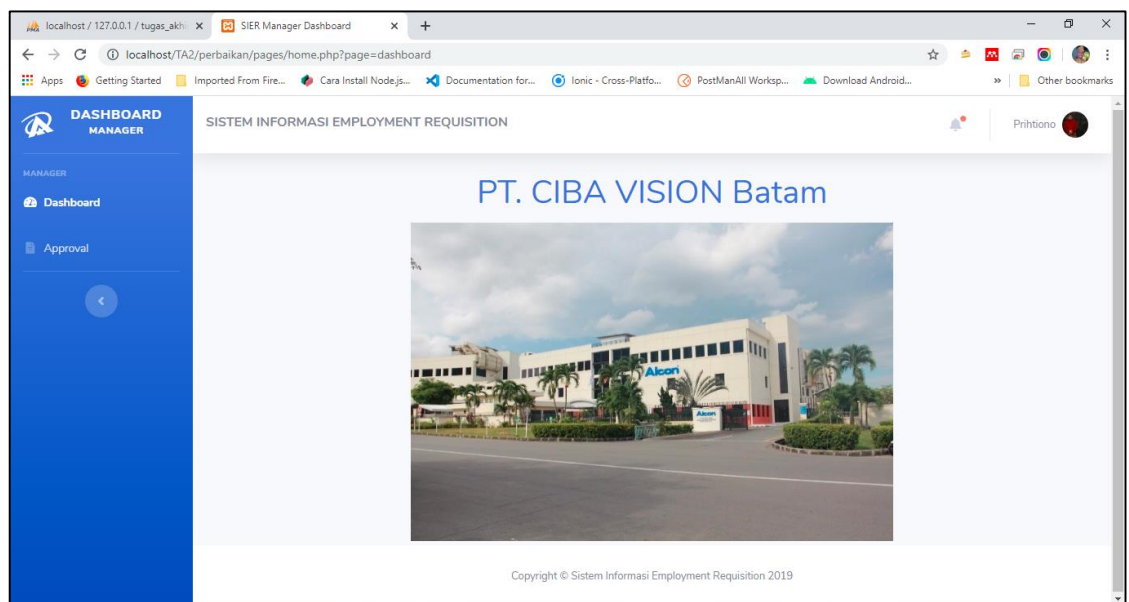 localhost / 127.0.0.1 / tugas_akh
SIER Manager Dashboard
localhost/TA2/perbaikan/pages/home.php?page=dashboard
Apps
Getting Started
Imported From Fire...
Cara Install Node.js...
Documentation for...
Ionic - Cross-Platfo...
PostManAll Worksp...
Download Android...
Other bookmarks
DASHBOARD
MANAGER
SISTEM INFORMASI EMPLOYMENT REQUISITION
Prihtiono
MANAGER
Dashboard
Approval
PT. CIBA VISION Batam
Alcon
Alcon
Copyright © Sistem Informasi Employment Requisition 2019